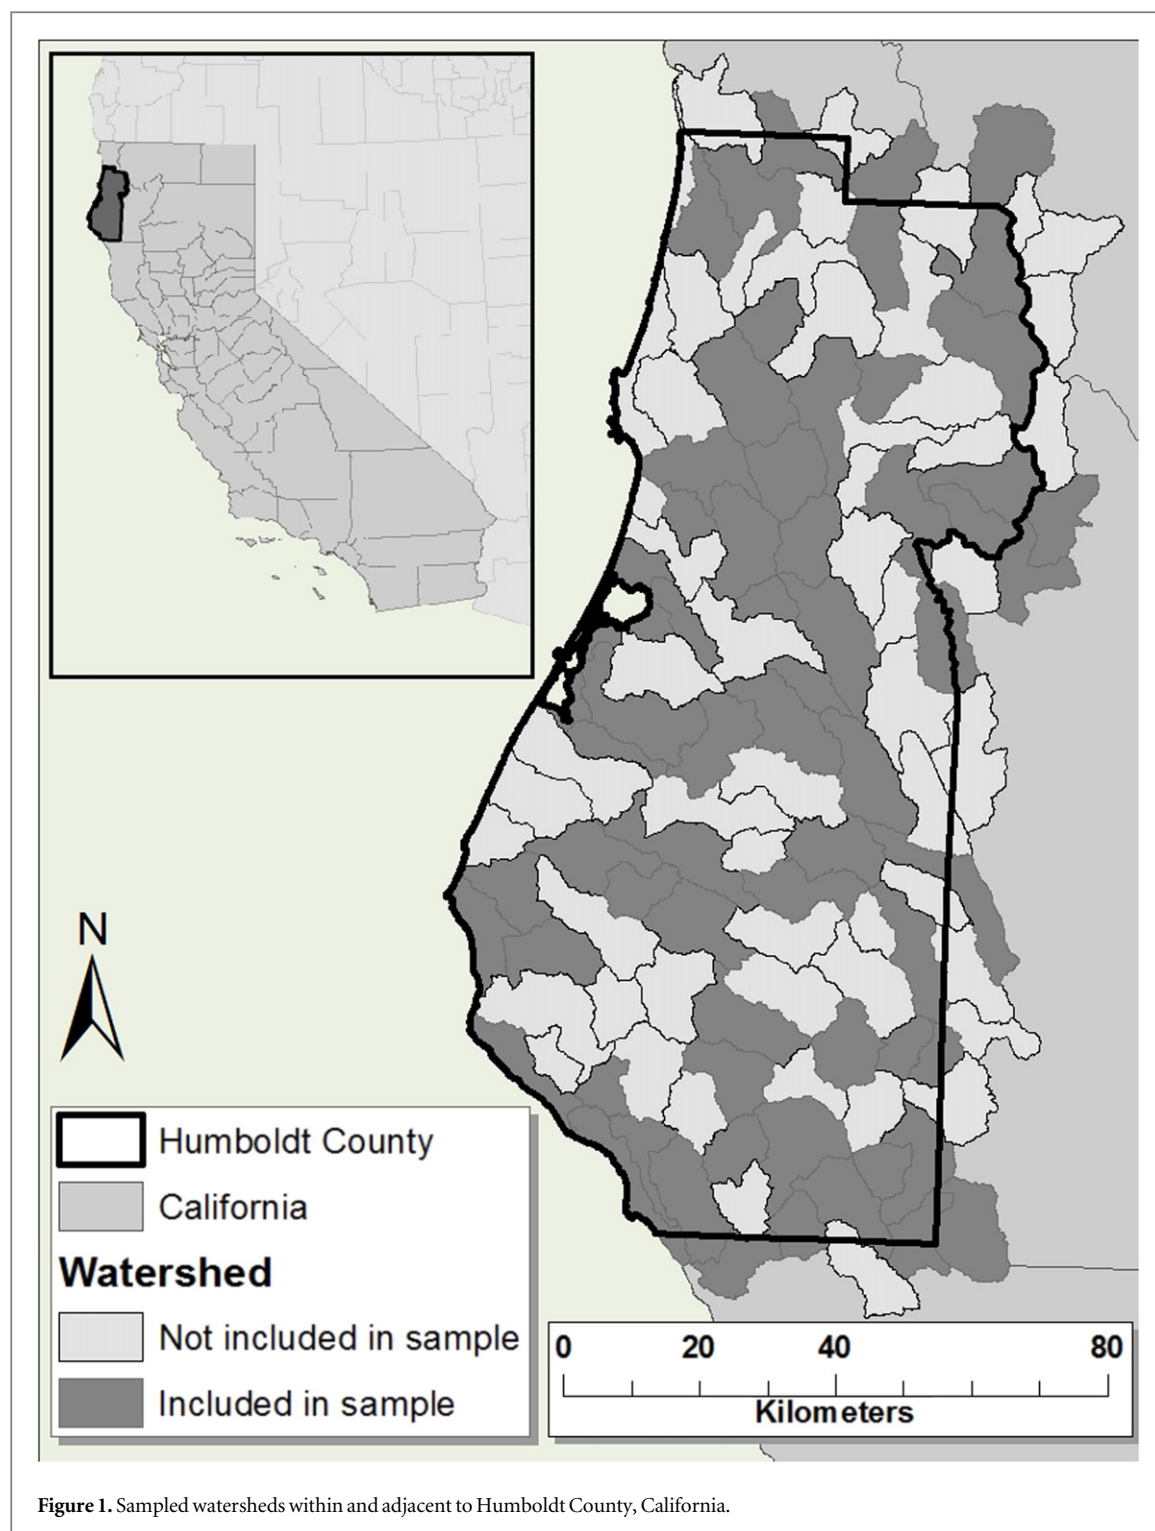 N
Humboldt County
California
Watershed
Not included in sample
Included in sample
0 20 40 80
Kilometers
Figure 1. Sampled watersheds within and adjacent to Humboldt County, California.